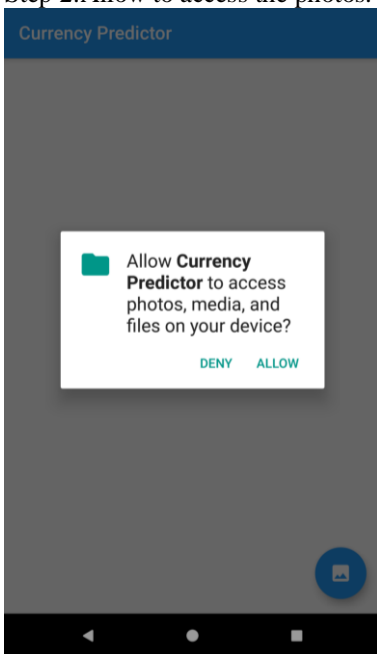 Step-2:Allow to access the photos.
Currency Predictor
Allow Currency
Predictor to access
photos, media, and
files on your device?
DENY ALLOW